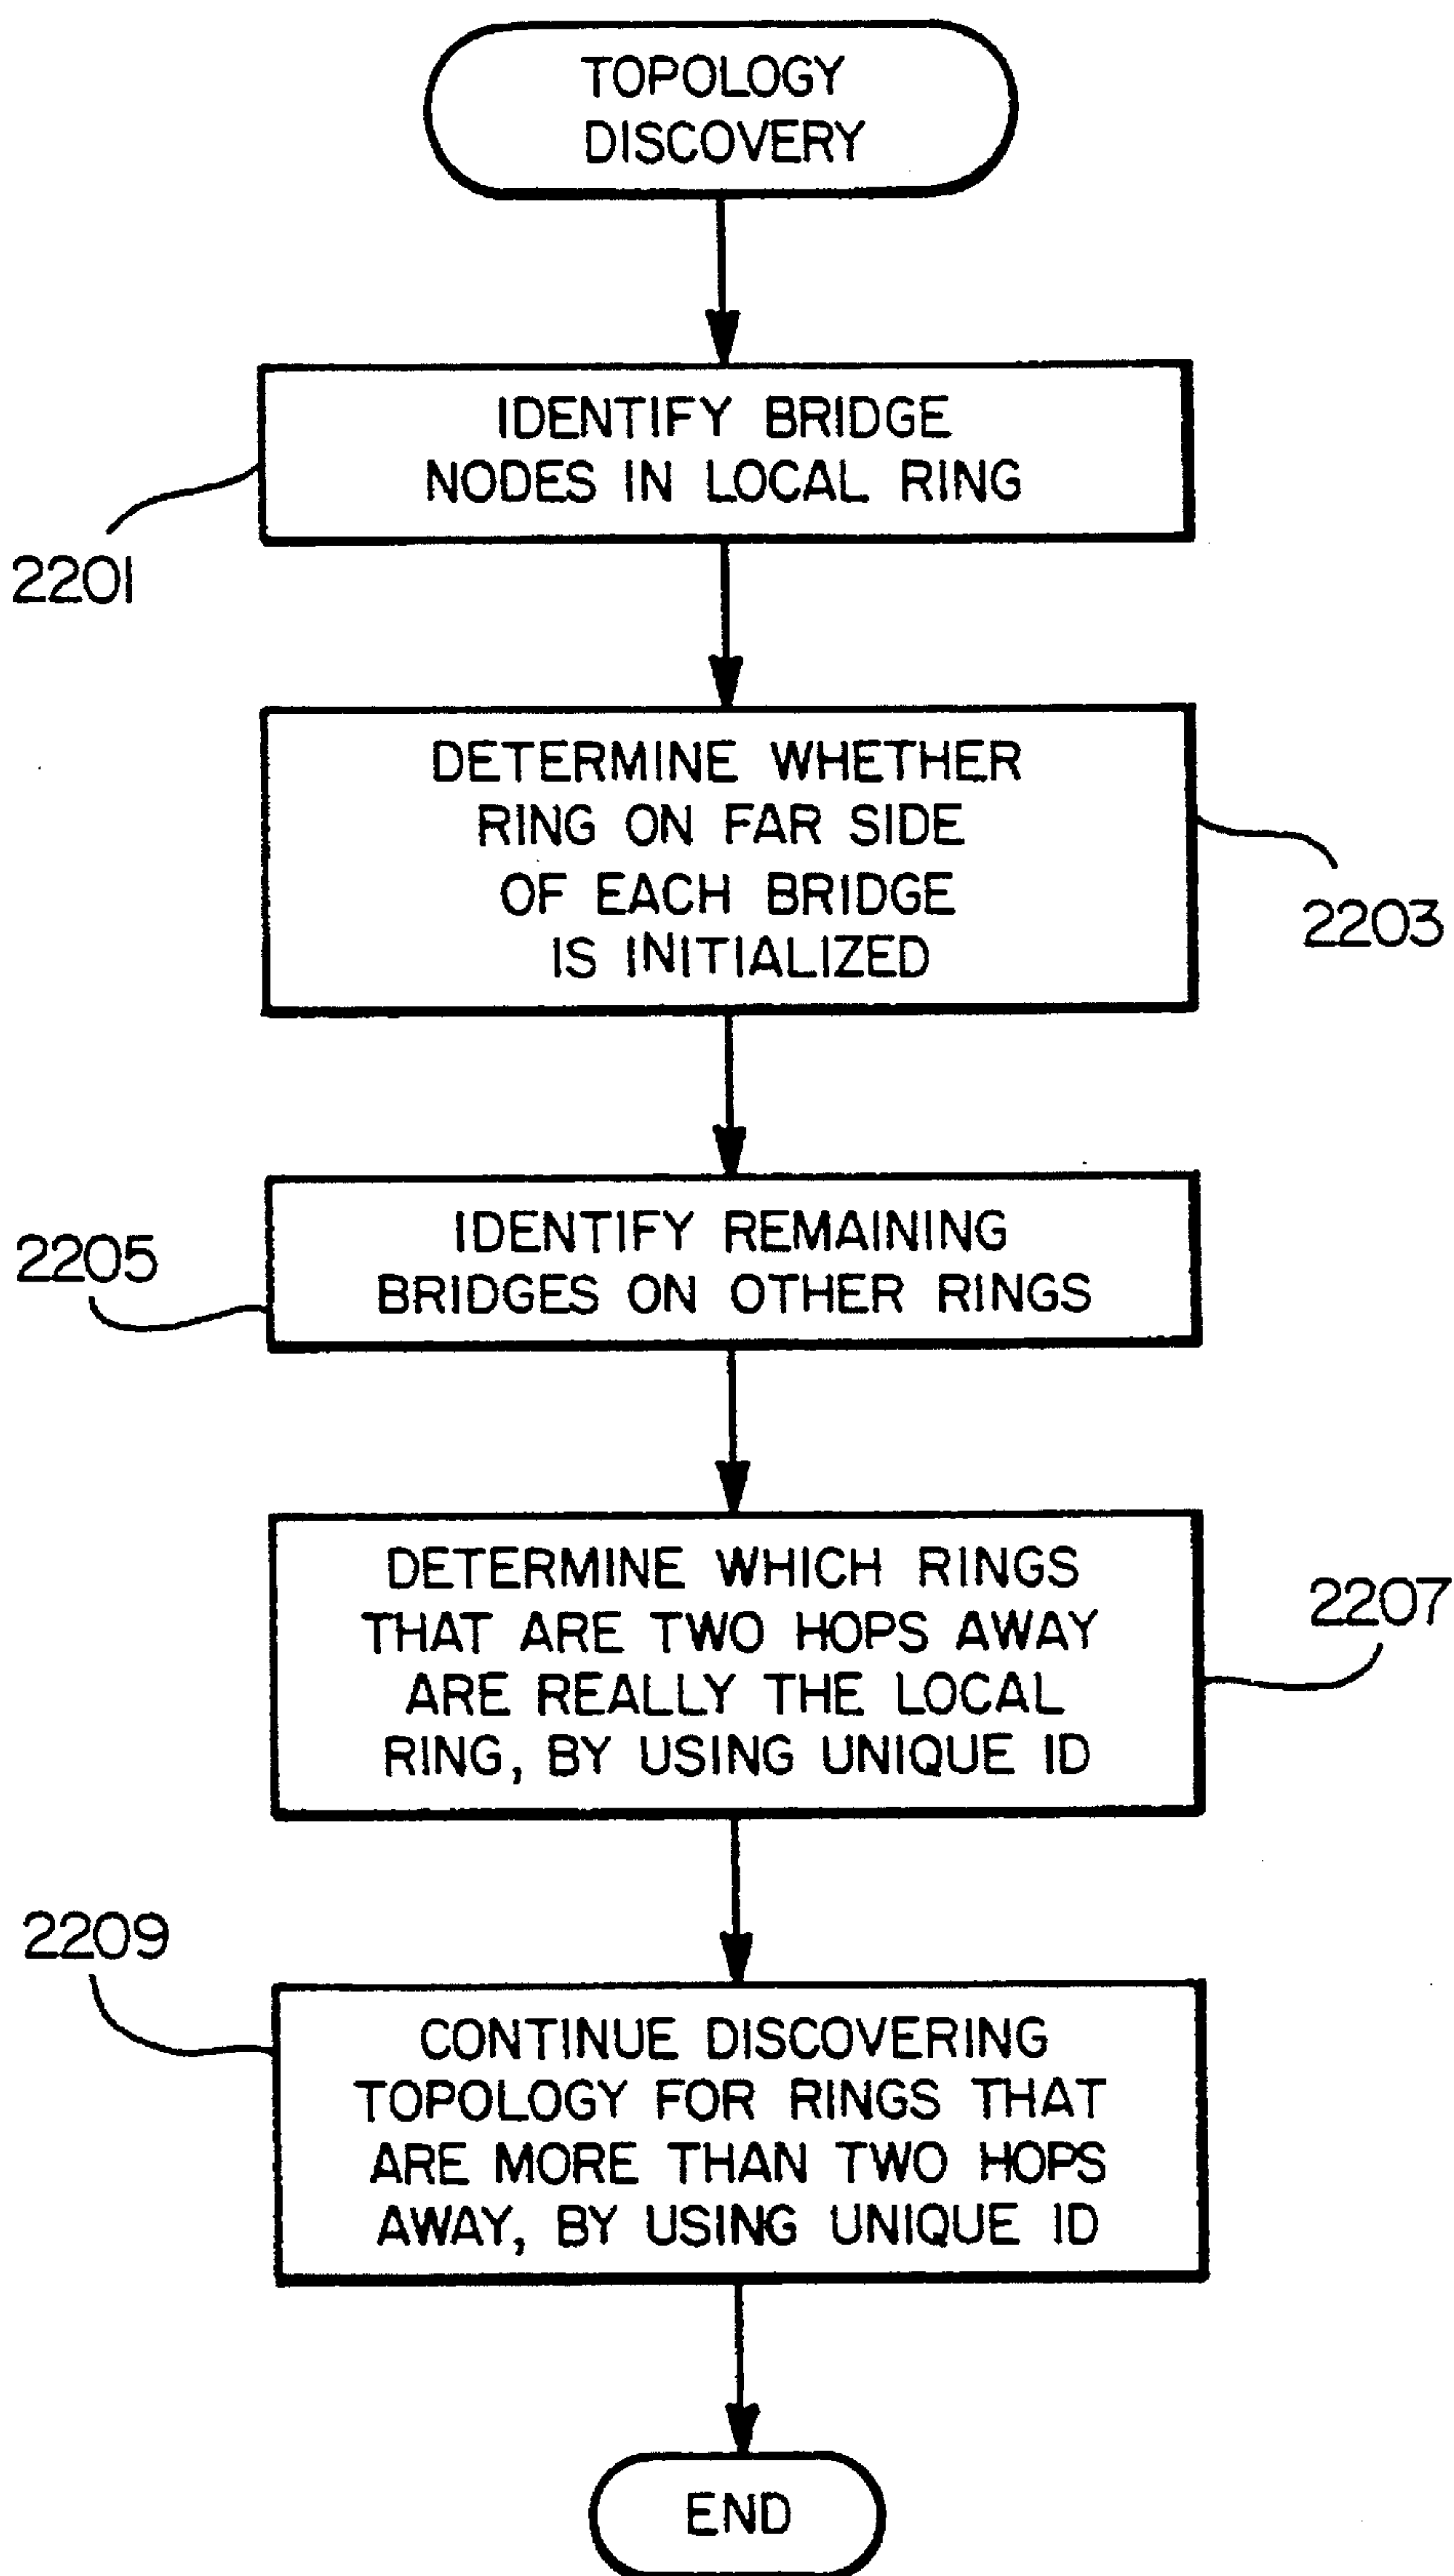 TOPOLOGY
DISCOVERY
IDENTIFY BRIDGE
NODES IN LOCAL RING
2201
DETERMINE WHETHER
RING ON FAR SIDE
OF EACH BRIDGE
IS INITIALIZED
2203
IDENTIFY REMAINING
BRIDGES ON OTHER RINGS
2205
DETERMINE WHICH RINGS
THAT ARE TWO HOPS AWAY
ARE REALLY THE LOCAL
RING, BY USING UNIQUE ID
2207
2209
CONTINUE DISCOVERING
TOPOLOGY FOR RINGS THAT
ARE MORE THAN TWO HOPS
AWAY, BY USING UNIQUE ID
END